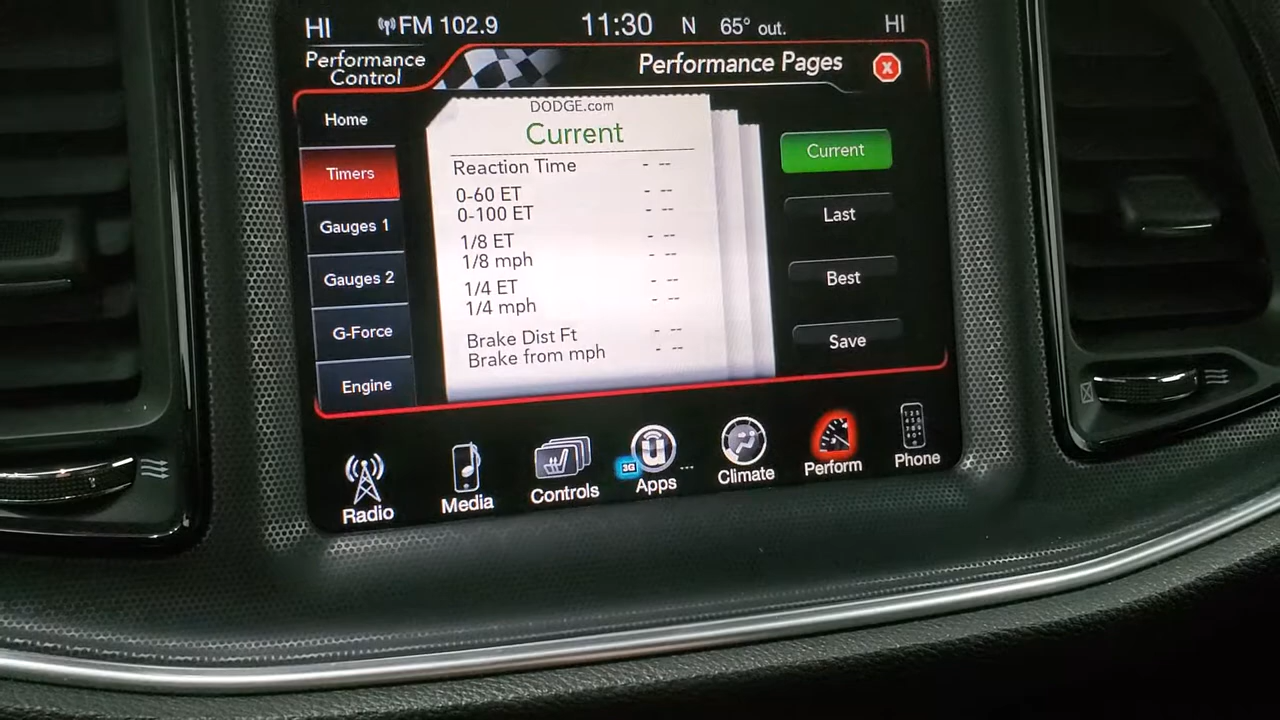 HI FM 102.9 11:30 N 65° out. HI
Performance
Control
Performance Pages
X
Home
Timers
Gauges 1
Gauges 2
G-Force
Engine
DODGE.com
Current
Reaction Time - --
0-60 ET - --
0-100 ET - --
1/8 ET - --
1/8 mph - --
1/4 ET - --
1/4 mph - --
Brake Dist Ft - --
Brake from mph - --
Current
Last
Best
Save
Radio
Media
Controls
3G
U
Apps
...
Climate
Perform
Phone